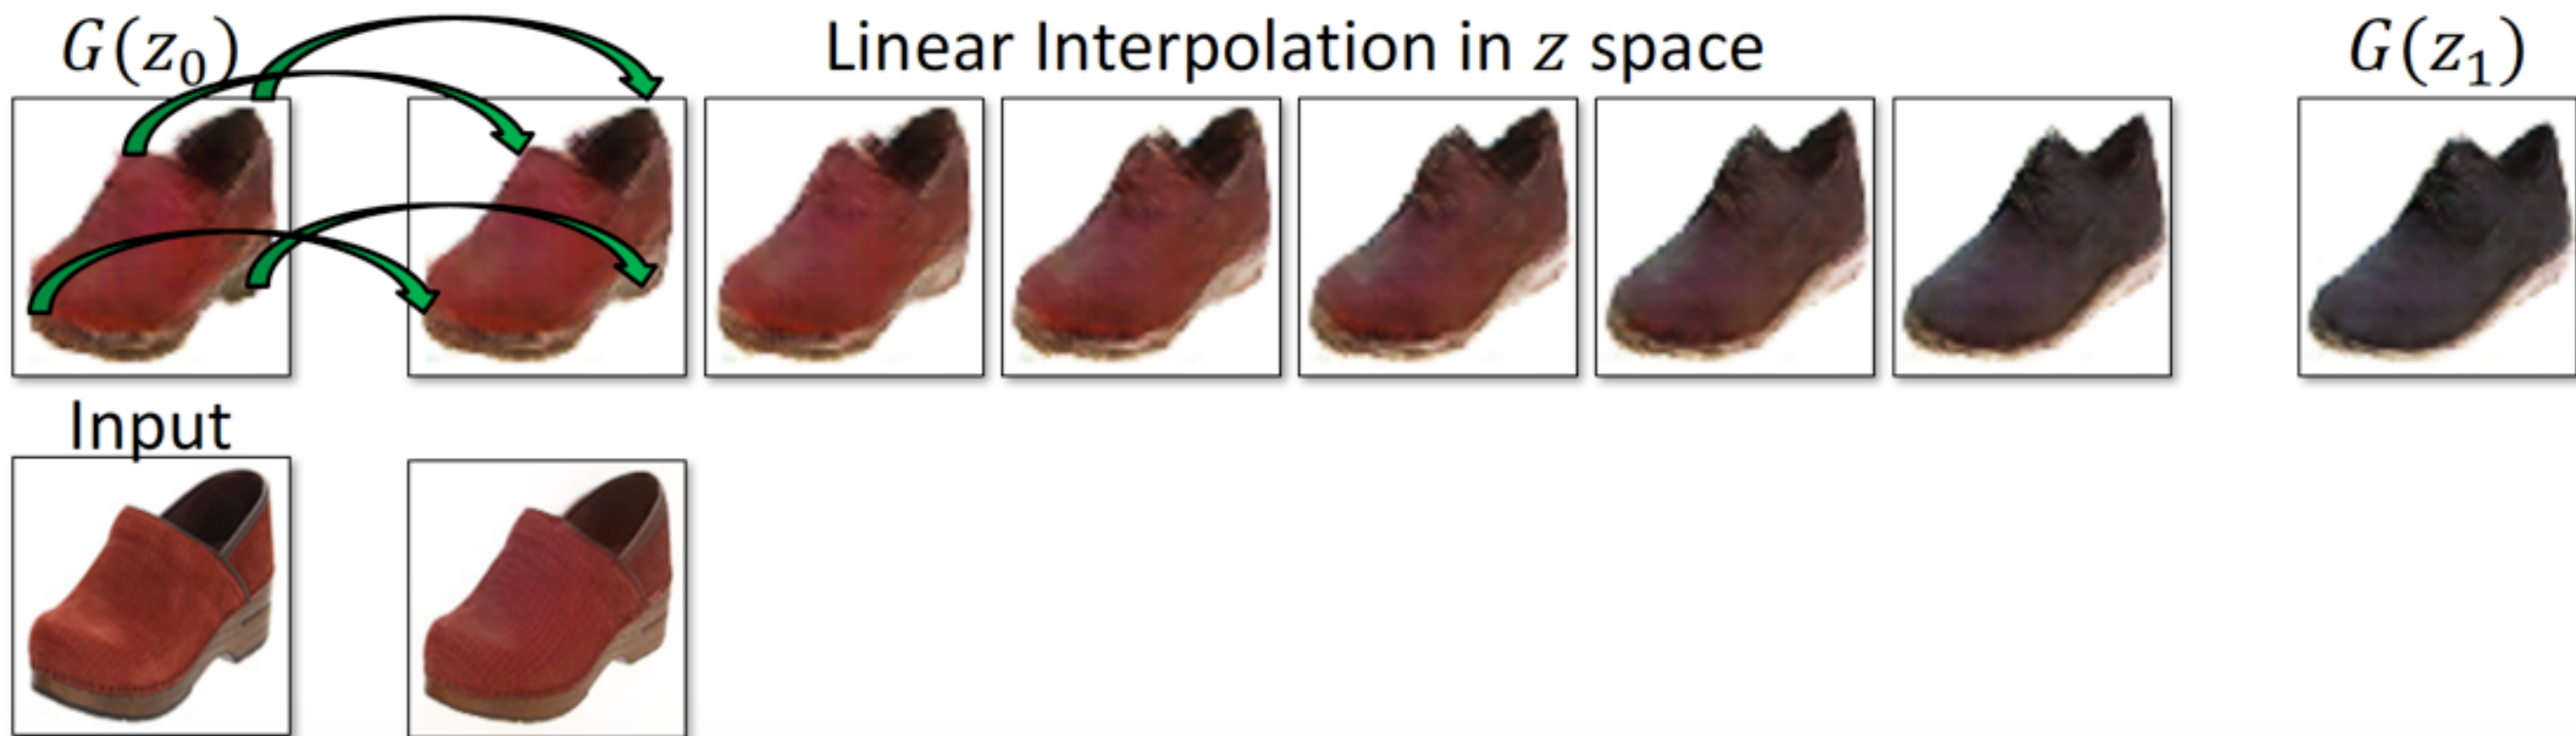 G(z₀)
Linear Interpolation in z space
G(z₁)
Input